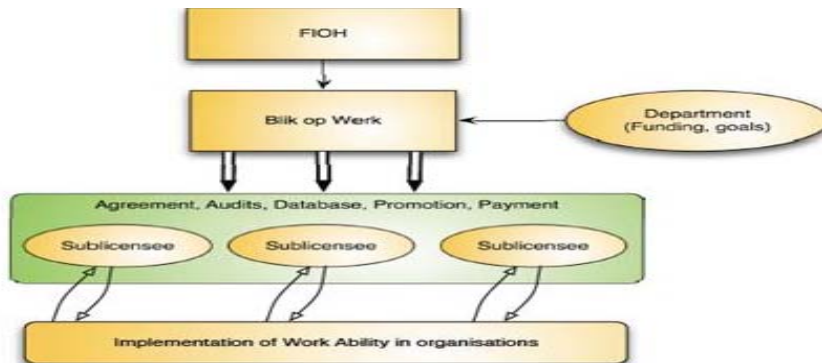 FIOH
Blik op Werk
Department
(Funding, goals)
Agreement, Audits, Database, Promotion, Payment
Sublicensee Sublicensee Sublicensee
Implementation of Work Ability in organisations